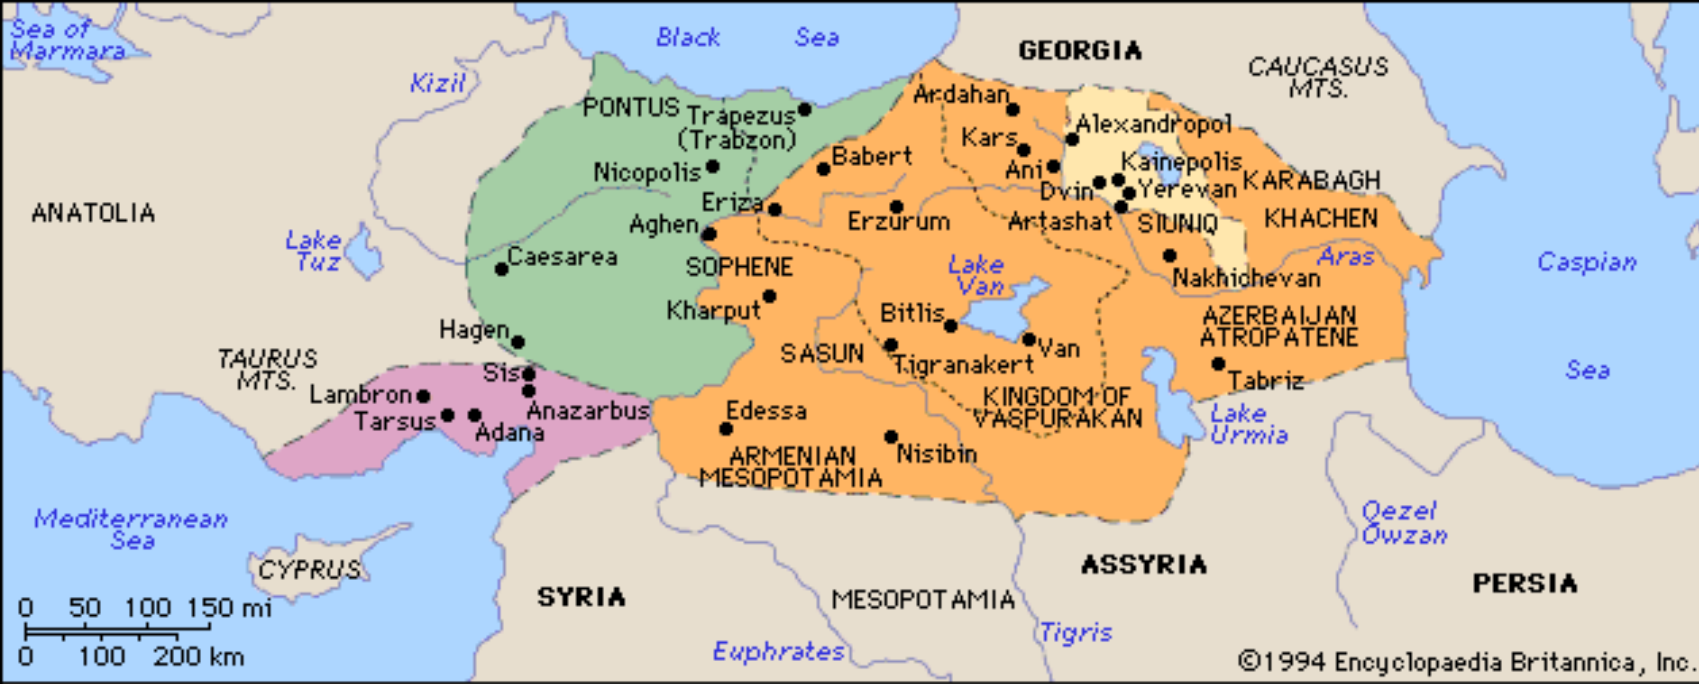 Sea of
Marmara
Black Sea
GEORGIA
CAUCASUS
MTS.
Kizil
PONTUS
Trapezus
(Trabzon)
Ardahan
Alexandropol
Kars
Babert
Ani
Kainepolis
Nicopolis
Dvin
Yerevan
KARABAGH
ANATOLIA
Eriza
Erzurum
Artashat
SIUNIQ
KHACHEN
Aghen
Lake
Tuz
Caesarea
SOPHENE
Lake
Van
Aras
Caspian
Sea
Nakhichevan
Kharput
Bitlis
AZERBAIJAN
ATROPATENE
Hagen
SASUN
Tigranakert
Van
TAURUS
MTS.
Sis
Tabriz
Lambron
Tarsus
Adana
Anazarbus
Edessa
KINGDOM OF
VASPURAKAN
Lake
Urmia
ARMENIAN
MESOPOTAMIA
Nisibin
Mediterranean
Sea
Qezel
Owzan
CYPRUS
SYRIA
MESOPOTAMIA
ASSYRIA
PERSIA
0 50 100 150 mi
0 100 200 km
Euphrates
Tigris
©1994 Encyclopaedia Britannica, Inc.